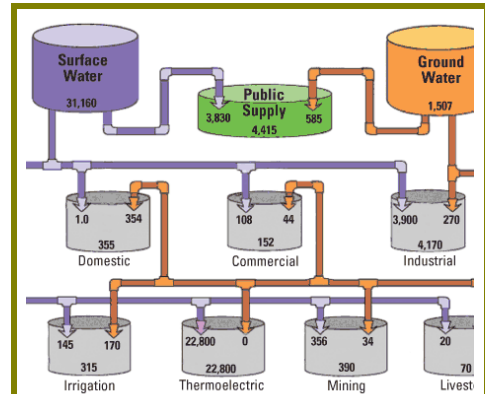 Surface
Water
31,160
Ground
Water
1,507
Public
Supply
3,830 585
4,415
1.0 354
355
Domestic
108 44
152
Commercial
3,900 270
4,170
Industrial
145 170
315
Irrigation
22,800 0
22,800
Thermoelectric
356 34
390
Mining
20
70
Livest